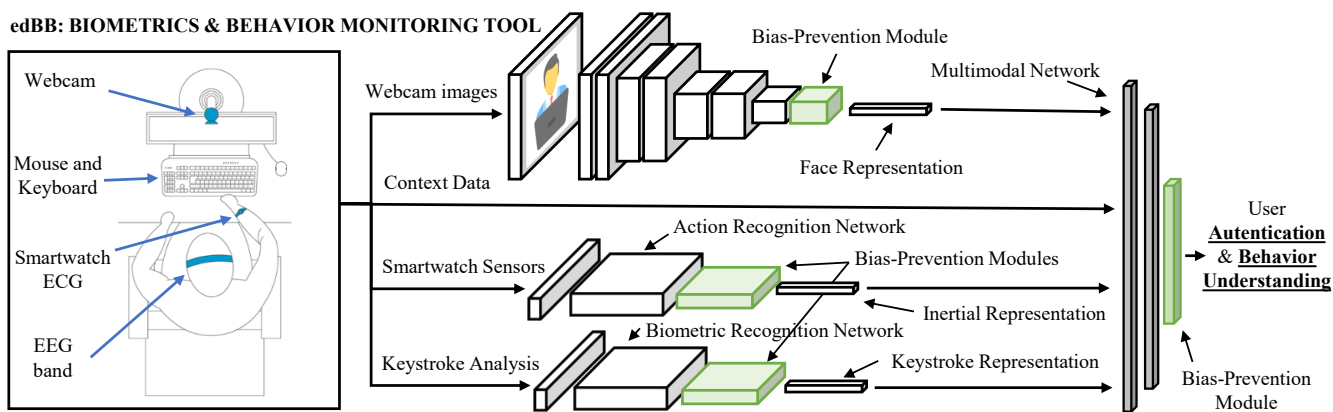 edBB: BIOMETRICS & BEHAVIOR MONITORING TOOL
Webcam
Mouse and
Keyboard
Smartwatch
ECG
EEG
band
Webcam images
Bias-Prevention Module
Face Representation
Multimodal Network
Context Data
Action Recognition Network
Smartwatch Sensors
Bias-Prevention Modules
Inertial Representation
Biometric Recognition Network
Keystroke Analysis
Keystroke Representation
User
Autentication
& Behavior
Understanding
Bias-Prevention
Module